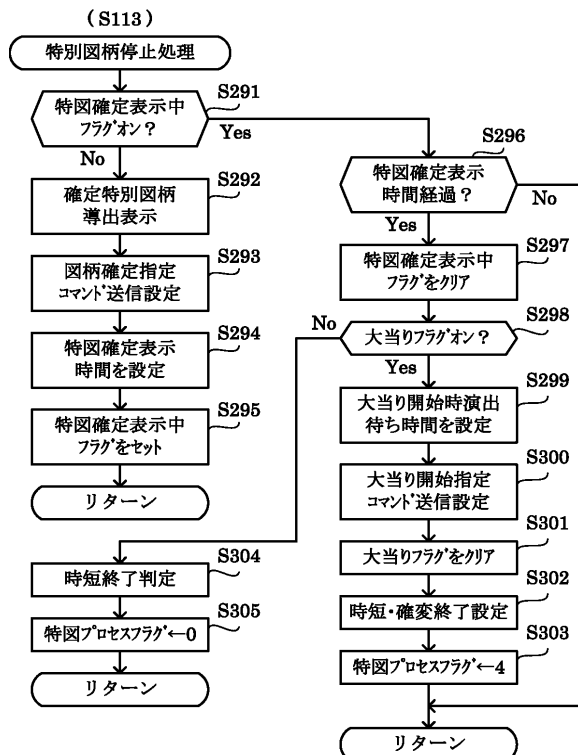 (S113)
特別図柄停止処理
S291
特図確定表示中
フラグオン？
Yes
No
S292
確定特別図柄
導出表示
S293
図柄確定指定
コマンド送信設定
S294
特図確定表示
時間を設定
S295
特図確定表示中
フラグをセット
リターン
S296
特図確定表示
時間経過？
No
Yes
S297
特図確定表示中
フラグをクリア
S298
大当りフラグオン？
No
Yes
S299
大当り開始時演出
待ち時間を設定
S300
大当り開始指定
コマンド送信設定
S301
大当りフラグをクリア
S302
時短・確変終了設定
S303
特図プロセスフラグ←4
リターン
S304
時短終了判定
S305
特図プロセスフラグ←0
リターン